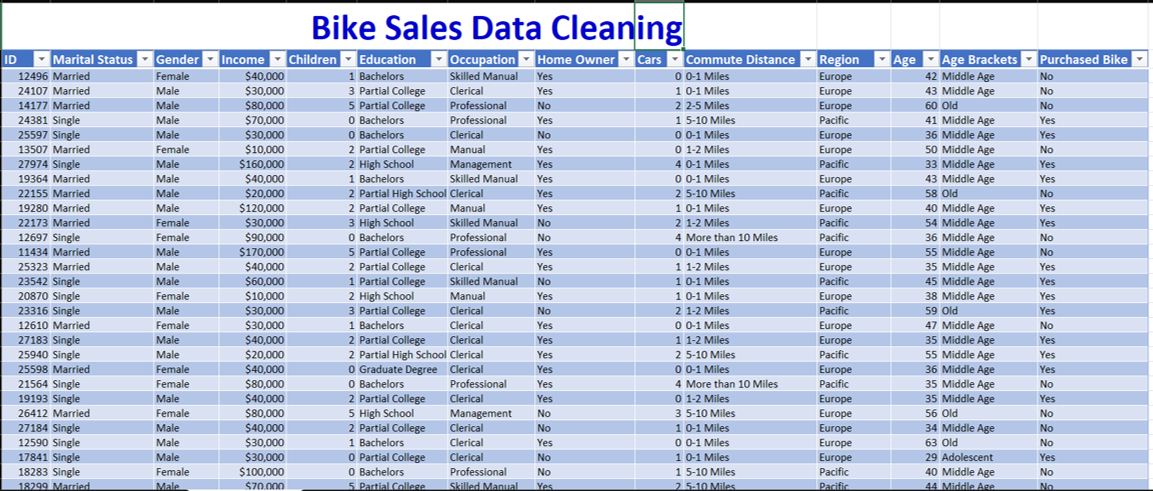 Bike Sales Data Cleaning
ID Marital Status Gender Income Children Education Occupation Home Owner Cars Commute Distance Region Age Age Brackets Purchased Bike
12496 Married Female $40,000 1 Bachelors Skilled Manual Yes 0 0-1 Miles Europe 42 Middle Age No
24107 Married Male $30,000 3 Partial College Clerical Yes 1 0-1 Miles Europe 43 Middle Age No
14177 Married Male $80,000 5 Partial College Professional No 2 2-5 Miles Europe 60 Old No
24381 Single Male $70,000 0 Bachelors Professional Yes 1 5-10 Miles Pacific 41 Middle Age Yes
25597 Single Male $30,000 0 Bachelors Clerical No 0 0-1 Miles Europe 36 Middle Age Yes
13507 Married Female $10,000 2 Partial College Manual Yes 0 1-2 Miles Europe 50 Middle Age No
27974 Single Male $160,000 2 High School Management Yes 4 0-1 Miles Pacific 33 Middle Age Yes
19364 Married Male $40,000 1 Bachelors Skilled Manual Yes 0 0-1 Miles Europe 43 Middle Age Yes
22155 Married Male $20,000 2 Partial High School Clerical Yes 2 5-10 Miles Pacific 58 Old No
19280 Married Male $120,000 2 Partial College Manual Yes 1 0-1 Miles Europe 40 Middle Age Yes
22173 Married Female $30,000 3 High School Skilled Manual No 2 1-2 Miles Pacific 54 Middle Age Yes
12697 Single Female $90,000 0 Bachelors Professional No 4 More than 10 Miles Pacific 36 Middle Age No
11434 Married Male $170,000 5 Partial College Professional Yes 0 0-1 Miles Europe 55 Middle Age No
25323 Married Male $40,000 2 Partial College Clerical Yes 1 1-2 Miles Europe 35 Middle Age Yes
23542 Single Male $60,000 1 Partial College Skilled Manual No 1 0-1 Miles Pacific 45 Middle Age Yes
20870 Single Female $10,000 2 High School Manual Yes 1 0-1 Miles Europe 38 Middle Age Yes
23316 Single Male $30,000 3 Partial College Clerical No 2 1-2 Miles Pacific 59 Old Yes
12610 Married Female $30,000 1 Bachelors Clerical Yes 0 0-1 Miles Europe 47 Middle Age No
27183 Single Male $40,000 2 Partial College Clerical Yes 1 1-2 Miles Europe 35 Middle Age Yes
25940 Single Male $20,000 2 Partial High School Clerical Yes 2 5-10 Miles Pacific 55 Middle Age Yes
25598 Married Female $40,000 0 Graduate Degree Clerical Yes 0 0-1 Miles Europe 36 Middle Age Yes
21564 Single Female $80,000 0 Bachelors Professional Yes 4 More than 10 Miles Pacific 35 Middle Age No
19193 Single Male $40,000 2 Partial College Clerical Yes 0 1-2 Miles Europe 35 Middle Age Yes
26412 Married Female $80,000 5 High School Management No 3 5-10 Miles Europe 56 Old No
27184 Single Male $40,000 2 Partial College Clerical No 1 0-1 Miles Europe 34 Middle Age No
12590 Single Male $30,000 1 Bachelors Clerical Yes 0 0-1 Miles Europe 63 Old No
17841 Single Male $30,000 0 Partial College Clerical No 1 0-1 Miles Europe 29 Adolescent Yes
18283 Single Female $100,000 0 Bachelors Professional No 1 5-10 Miles Pacific 40 Middle Age No
18299 Married Male $70,000 5 Partial College Skilled Manual Yes 2 5-10 Miles Pacific 44 Middle Age No